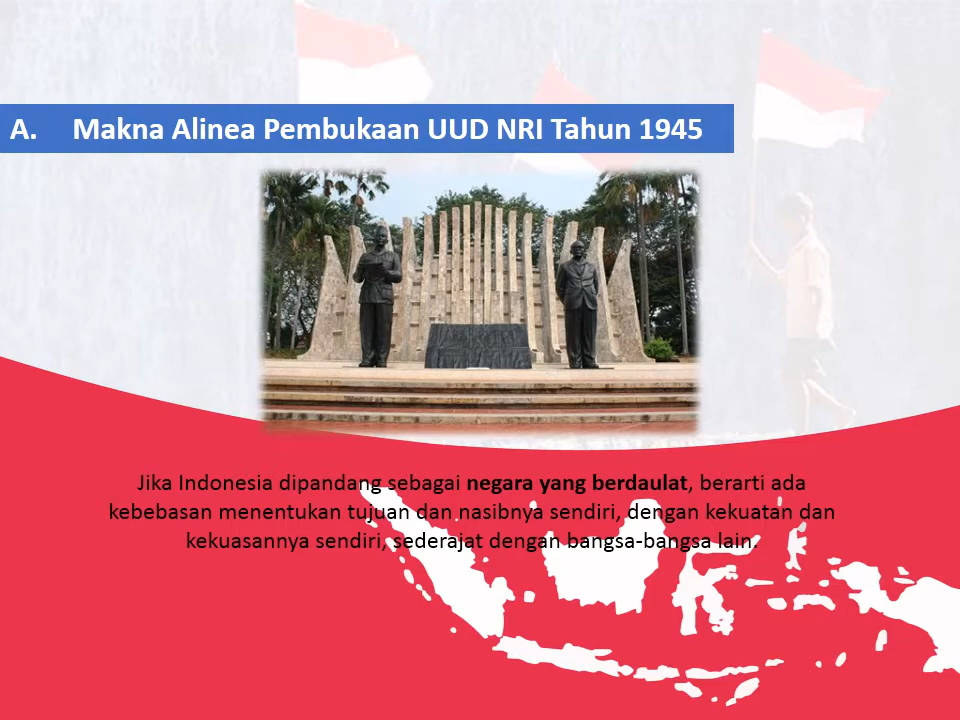 A. Makna Alinea Pembukaan UUD NRI Tahun 1945
Jika Indonesia dipandang sebagai negara yang berdaulat, berarti ada
kebebasan menentukan tujuan dan nasibnya sendiri, dengan kekuatan dan
kekuasannya sendiri, sederajat dengan bangsa-bangsa lain.